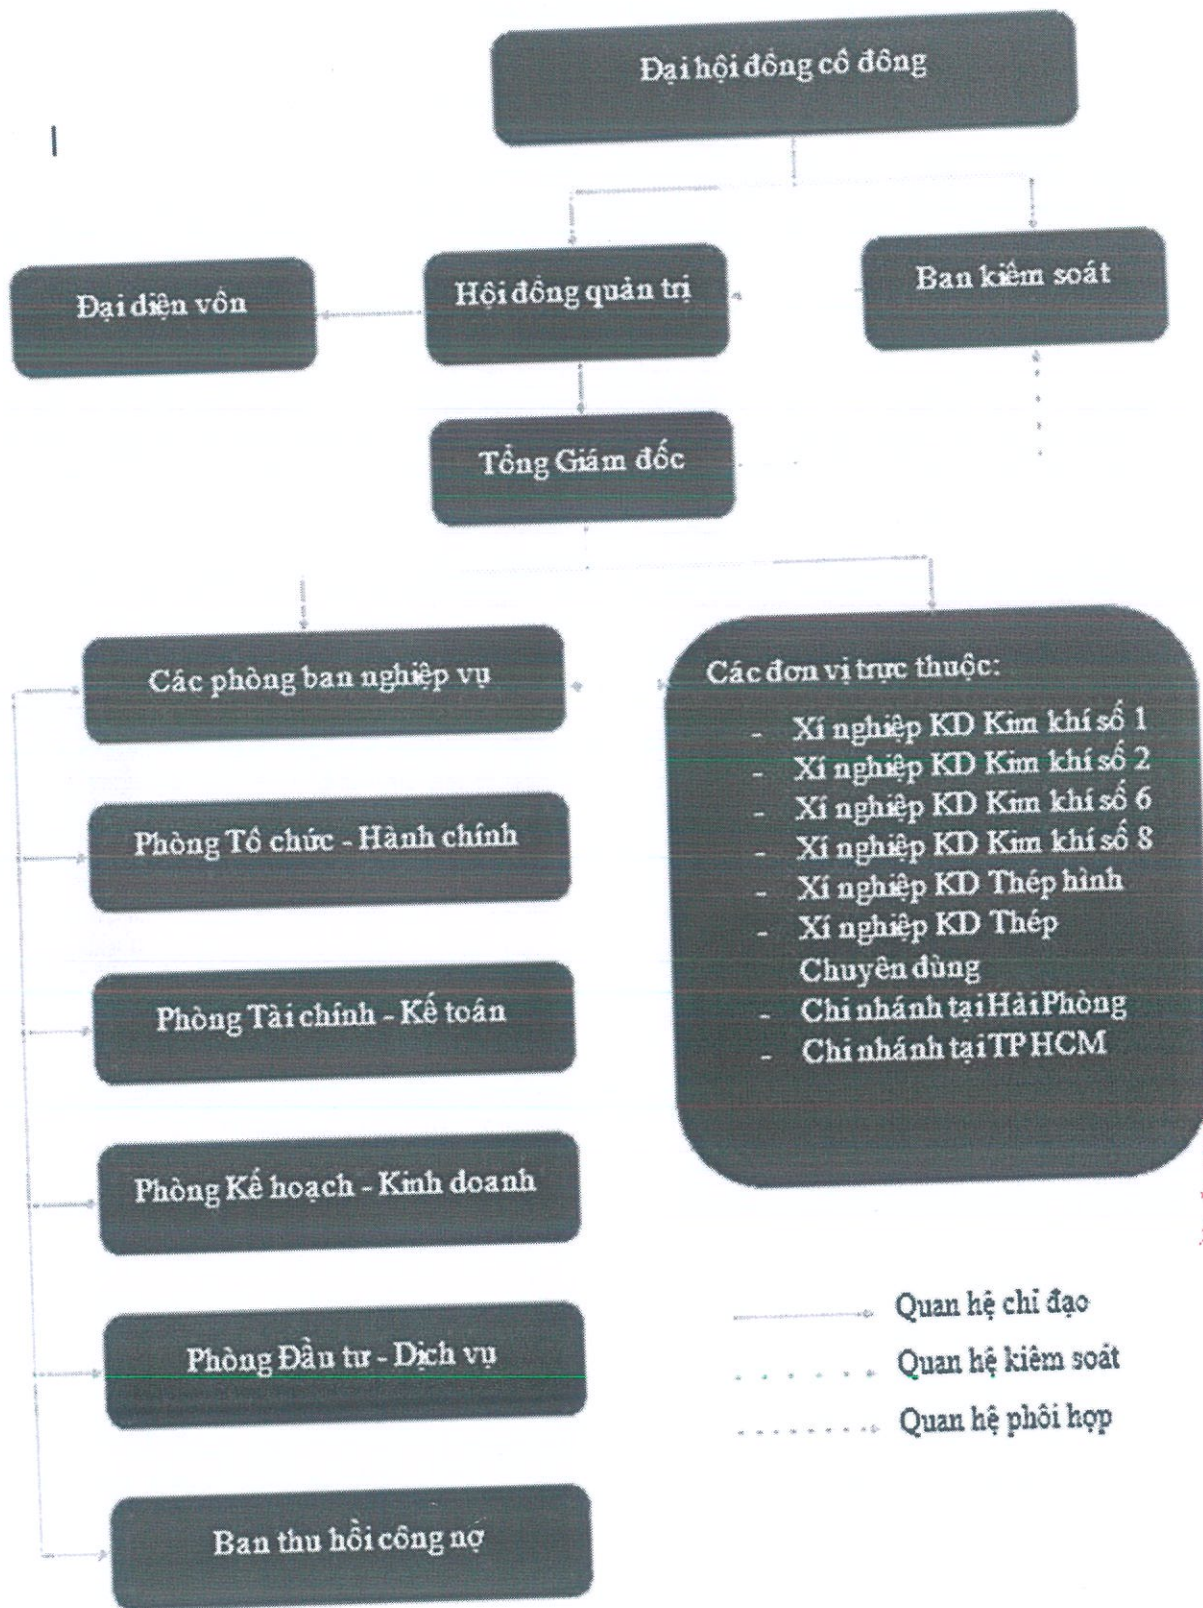 Đại hội đồng cổ đông
Đại diện vốn
Hội đồng quản trị
Ban kiểm soát
Tổng Giám đốc
Các phòng ban nghiệp vụ
Phòng Tổ chức - Hành chính
Phòng Tài chính - Kế toán
Phòng Kế hoạch - Kinh doanh
Phòng Đầu tư - Dịch vụ
Ban thu hồi công nợ
Các đơn vị trực thuộc:
- Xí nghiệp KD Kim khí số 1
- Xí nghiệp KD Kim khí số 2
- Xí nghiệp KD Kim khí số 6
- Xí nghiệp KD Kim khí số 8
- Xí nghiệp KD Thép hình
- Xí nghiệp KD Thép
Chuyên dùng
- Chi nhánh tại Hải Phòng
- Chi nhánh tại TP HCM
Quan hệ chỉ đạo
Quan hệ kiểm soát
Quan hệ phối hợp